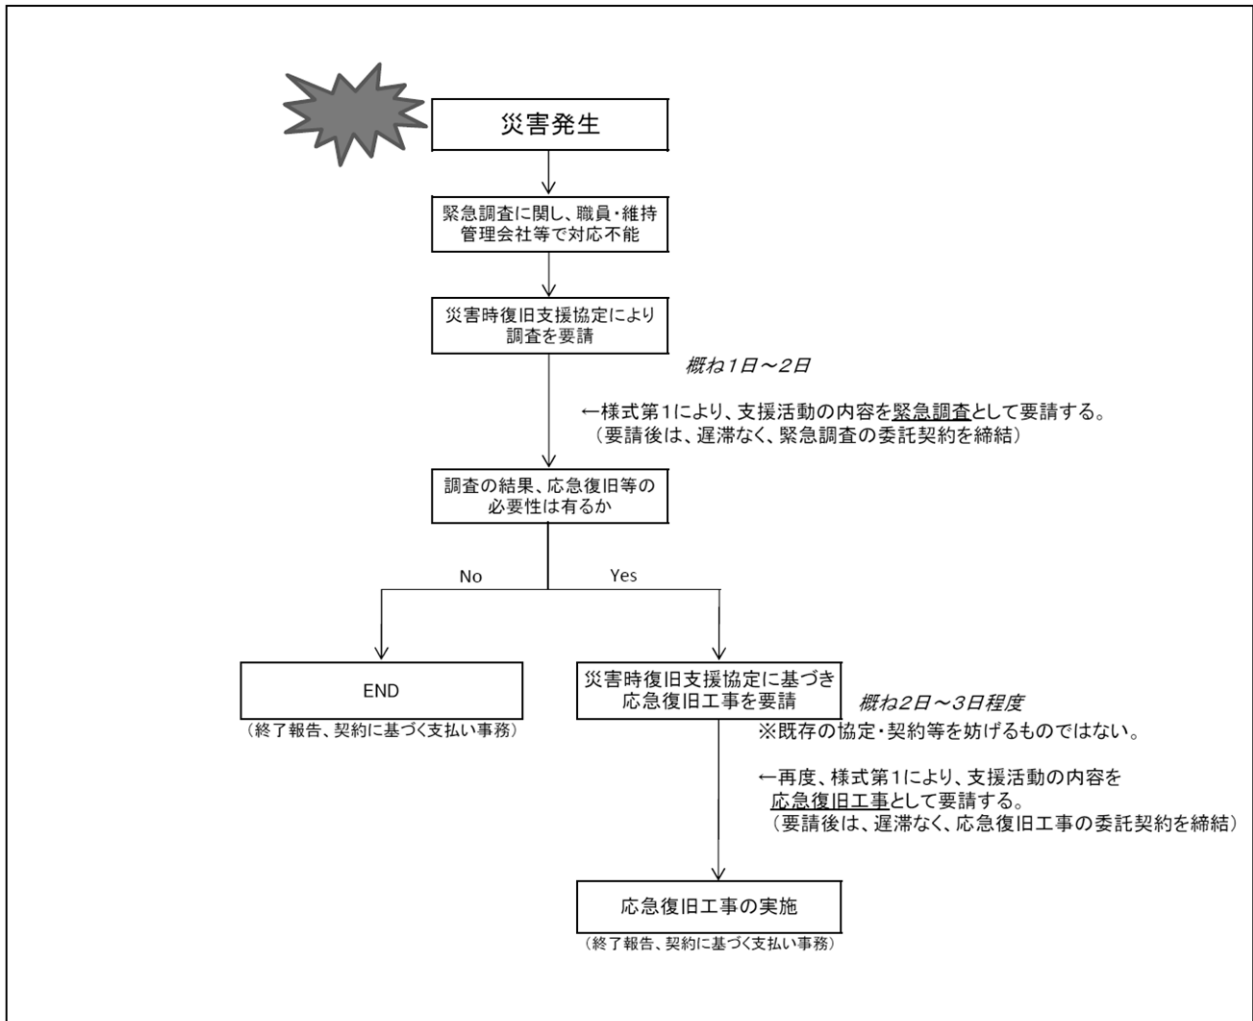 災害発生
緊急調査に関し、職員・維持
管理会社等で対応不能
災害時復旧支援協定により
調査を要請
概ね1日～2日
←様式第1により、支援活動の内容を緊急調査として要請する。
（要請後は、遅滞なく、緊急調査の委託契約を締結）
調査の結果、応急復旧等の
必要性は有るか
No
Yes
END
（終了報告、契約に基づく支払い事務）
災害時復旧支援協定に基づき
応急復旧工事を要請
概ね2日～3日程度
※既存の協定・契約等を妨げるものではない。
←再度、様式第1により、支援活動の内容を
応急復旧工事として要請する。
（要請後は、遅滞なく、応急復旧工事の委託契約を締結）
応急復旧工事の実施
（終了報告、契約に基づく支払い事務）